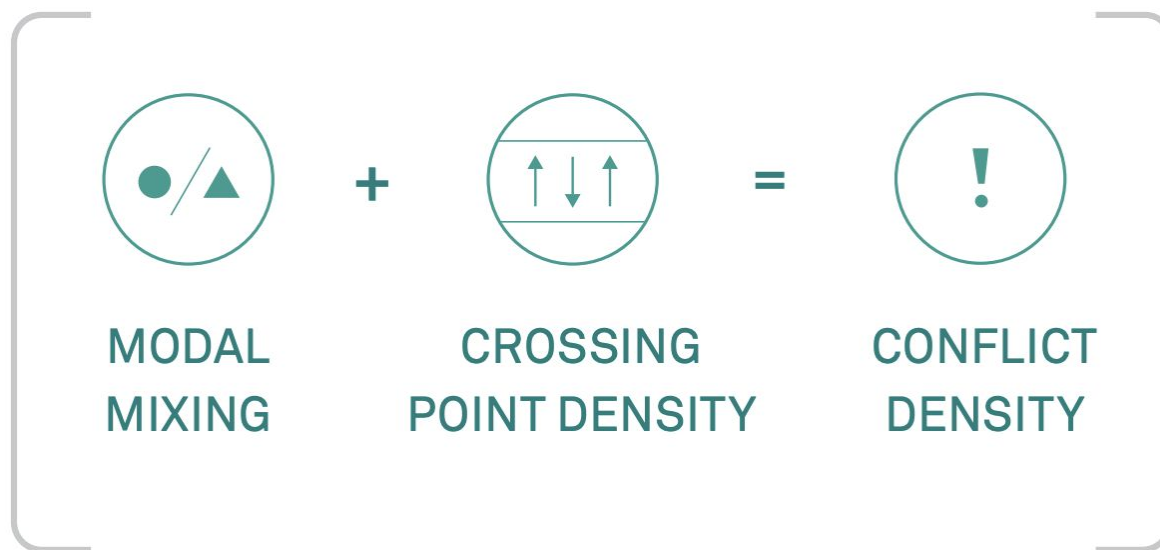 +
=
!
MODAL
MIXING
CROSSING
POINT DENSITY
CONFLICT
DENSITY